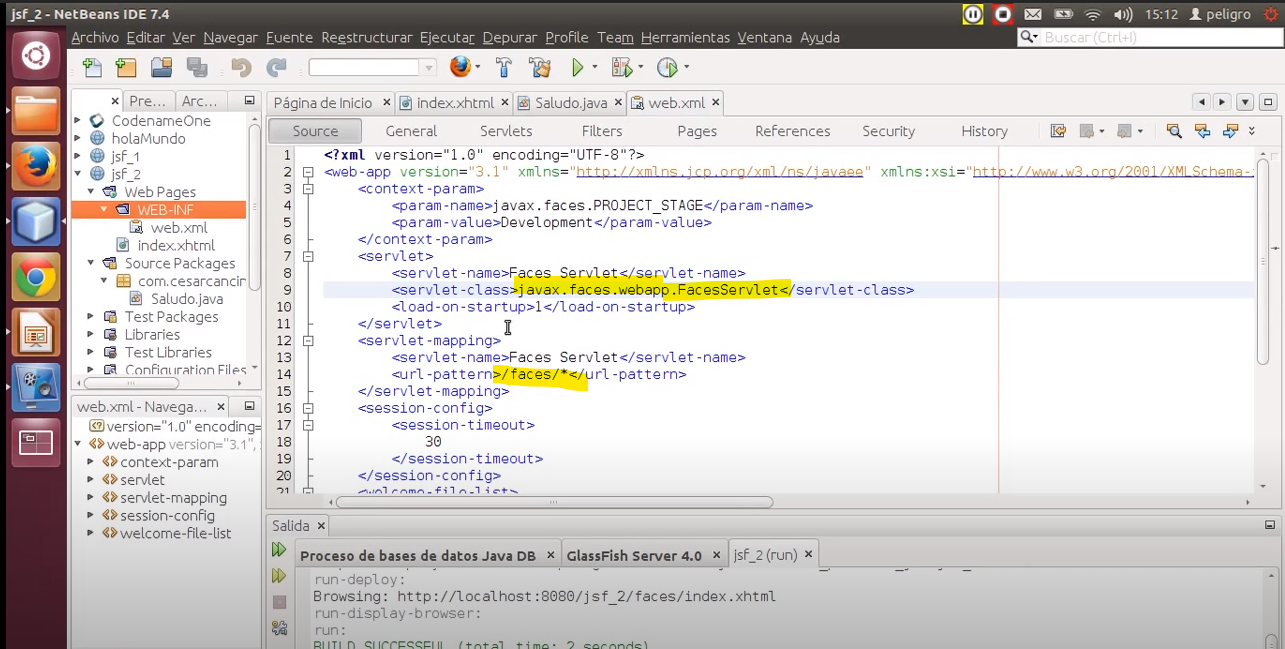 jsf_2 - NetBeans IDE 7.4
15:12 peligro
Archivo Editar Ver Navegar Fuente Reestructurar Ejecutar Depurar Profile Team Herramientas Ventana Ayuda
Buscar (Ctrl+I)
Pre... Arc...
CodenameOne
holaMundo
jsf_1
jsf_2
Web Pages
WEB-INF
web.xml
index.xhtml
Source Packages
com.cesarcancin
Saludo.java
Test Packages
Libraries
Test Libraries
Configuration Files
web.xml - Navega...
version="1.0" encoding=
web-app version="3.1",
context-param
servlet
servlet-mapping
session-config
welcome-file-list
Página de Inicio index.xhtml Saludo.java web.xml
Source General Servlets Filters Pages References Security History
1 <?xml version="1.0" encoding="UTF-8"?>
2 <web-app version="3.1" xmlns="http://xmlns.jcp.org/xml/ns/javaee" xmlns:xsi="http://www.w3.org/2001/XMLSchema-
3 <context-param>
4 <param-name>javax.faces.PROJECT_STAGE</param-name>
5 <param-value>Development</param-value>
6 </context-param>
7 <servlet>
8 <servlet-name>Faces Servlet</servlet-name>
9 <servlet-class>javax.faces.webapp.FacesServlet</servlet-class>
10 <load-on-startup>1</load-on-startup>
11 </servlet>
12 <servlet-mapping>
13 <servlet-name>Faces Servlet</servlet-name>
14 <url-pattern>/faces/*</url-pattern>
15 </servlet-mapping>
16 <session-config>
17 <session-timeout>
18 30
19 </session-timeout>
20 </session-config>
21 <welcome-file-list>
Salida
Proceso de bases de datos Java DB GlassFish Server 4.0 jsf_2 (run)
run-deploy:
Browsing: http://localhost:8080/jsf_2/faces/index.xhtml
run-display-browser:
run:
BUILD SUCCESSFUL (total time: 2 seconds)